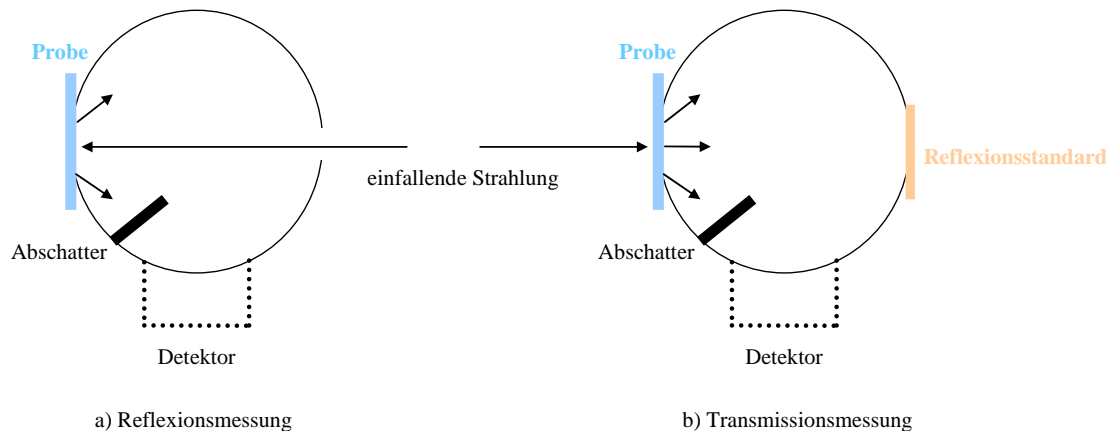 Probe
Probe
Reflexionsstandard
einfallende Strahlung
Abschatter
Abschatter
Detektor
Detektor
a) Reflexionsmessung
b) Transmissionsmessung